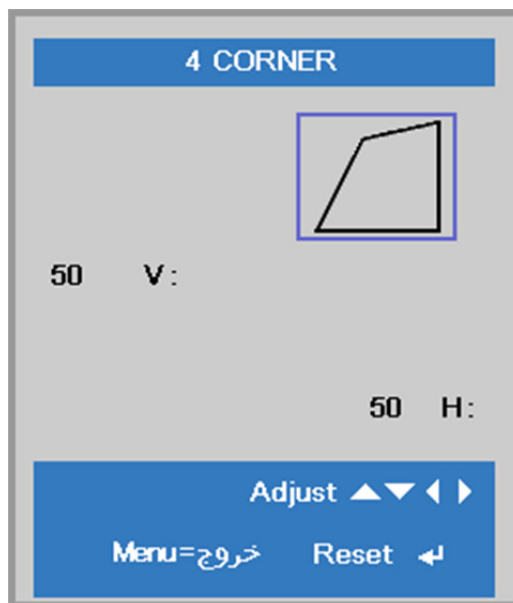 4 CORNER
50 V:
50 H:
Adjust ▲▼◀▶
Menu=خروج Reset ↵